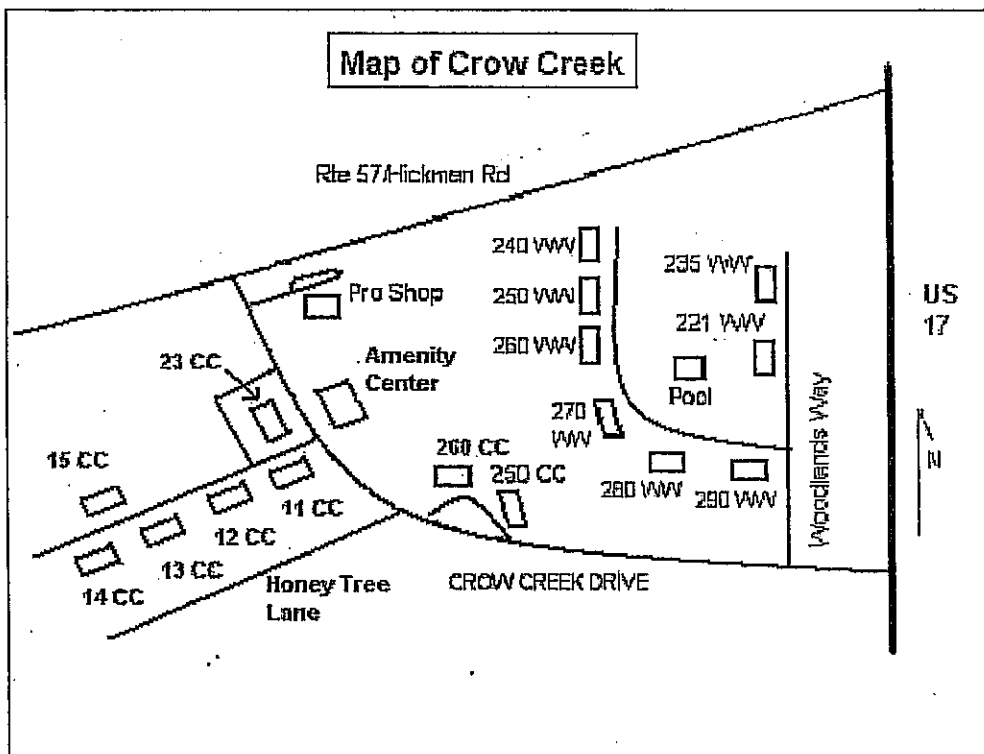 Map of Crow Creek
Rte 57/Hickman Rd
240 WW
235 WW
Pro Shop
250 WW
US
17
221 WW
260 WW
23 CC
Amenity
Center
Pool
270
WW
260 CC
15 CC
250 CC
11 CC
280 WW
290 WW
Woodlands Way
12 CC
13 CC
14 CC
Honey Tree
Lane
CROW CREEK DRIVE
N